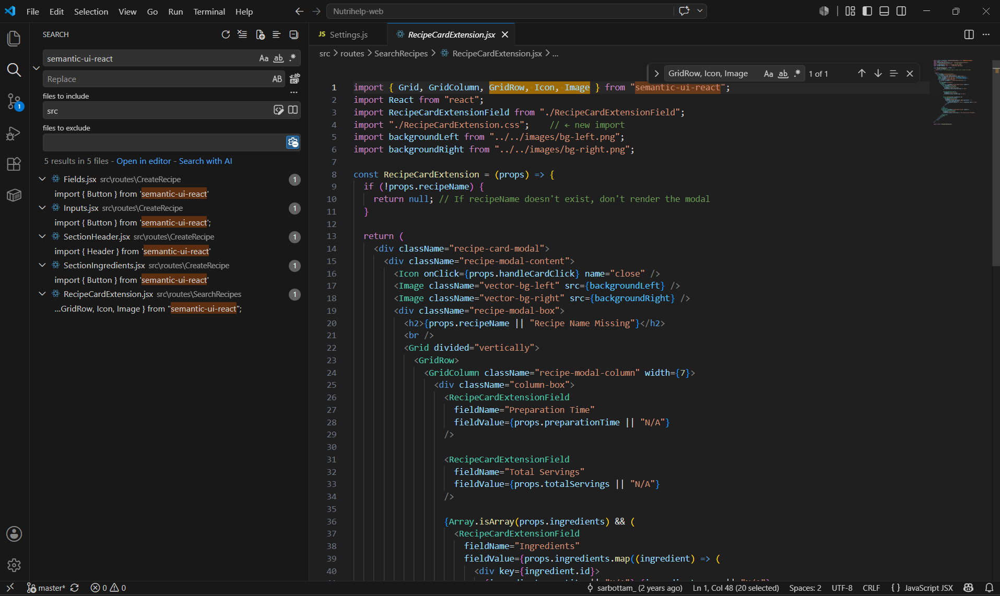 File Edit Selection View Go Run Terminal Help
Nutrihelp-web
SEARCH
semantic-ui-react
Aa ab .*
Replace
AB
files to include
src
files to exclude
5 results in 5 files - Open in editor - Search with AI
Fields.jsx src\routes\CreateRecipe 1
import { Button } from 'semantic-ui-react'
Inputs.jsx src\routes\CreateRecipe 1
import { Button } from 'semantic-ui-react';
SectionHeader.jsx src\routes\CreateRecipe 1
import { Header } from 'semantic-ui-react'
SectionIngredients.jsx src\routes\CreateRecipe 1
import { Button } from 'semantic-ui-react'
RecipeCardExtension.jsx src\routes\SearchRecipes 1
...GridRow, Icon, Image } from "semantic-ui-react";
1
JS Settings.js
RecipeCardExtension.jsx
src > routes > SearchRecipes > RecipeCardExtension.jsx > ...
GridRow, Icon, Image Aa ab .* 1 of 1
1 import { Grid, GridColumn, GridRow, Icon, Image } from "semantic-ui-react";
2 import React from "react";
3 import RecipeCardExtensionField from "./RecipeCardExtensionField";
4 import "./RecipeCardExtension.css"; // ← new import
5 import backgroundLeft from "../../images/bg-left.png";
6 import backgroundRight from "../../images/bg-right.png";
7
8 const RecipeCardExtension = (props) => {
9 if (!props.recipeName) {
10 return null; // If recipeName doesn't exist, don't render the modal
11 }
12
13 return (
14 <div className="recipe-card-modal">
15 <div className="recipe-modal-content">
16 <Icon onClick={props.handleCardClick} name="close" />
17 <Image className="vector-bg-left" src={backgroundLeft} />
18 <Image className="vector-bg-right" src={backgroundRight} />
19 <div className="recipe-modal-box">
20 <h2>{props.recipeName || "Recipe Name Missing"}</h2>
21 <br />
22 <Grid divided="vertically">
23 <GridRow>
24 <GridColumn className="recipe-modal-column" width={7}>
25 <div className="column-box">
26 <RecipeCardExtensionField
27 fieldName="Preparation Time"
28 fieldValue={props.preparationTime || "N/A"}
29 />
30
31 <RecipeCardExtensionField
32 fieldName="Total Servings"
33 fieldValue={props.totalServings || "N/A"}
34 />
35
36 {Array.isArray(props.ingredients) && (
37 <RecipeCardExtensionField
38 fieldName="Ingredients"
39 fieldValue={props.ingredients.map((ingredient) => (
40 <div key={ingredient.id}>
master* 0 0 sarbottam_ (2 years ago) Ln 1, Col 48 (20 selected) Spaces: 2 UTF-8 CRLF { } JavaScript JSX